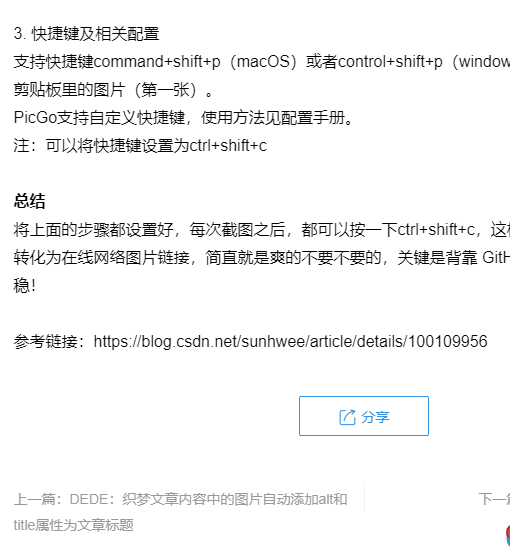 3. 快捷键及相关配置
支持快捷键command+shift+p（macOS）或者control+shift+p（window
剪贴板里的图片（第一张）。
PicGo支持自定义快捷键，使用方法见配置手册。
注：可以将快捷键设置为ctrl+shift+c
总结
将上面的步骤都设置好，每次截图之后，都可以按一下ctrl+shift+c，这
转化为在线网络图片链接，简直就是爽的不要不要的，关键是背靠 GitH
稳！
参考链接：https://blog.csdn.net/sunhwee/article/details/100109956
分享
上一篇：DEDE：织梦文章内容中的图片自动添加alt和
title属性为文章标题
下一